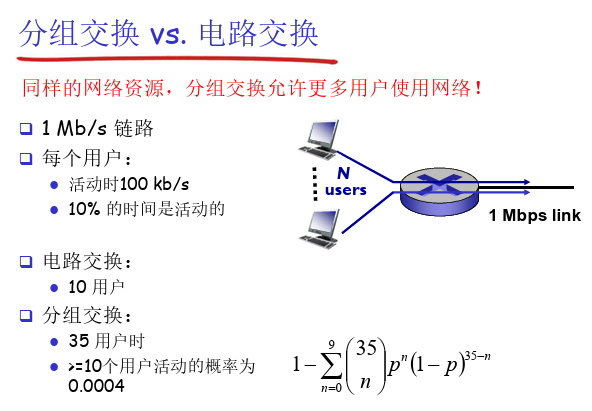 分组交换 vs. 电路交换
同样的网络资源，分组交换允许更多用户使用网络！
1 Mb/s 链路
每个用户：
活动时100 kb/s
10% 的时间是活动的
电路交换：
10 用户
分组交换：
35 用户时
>=10个用户活动的概率为
0.0004
N
users
1 Mbps link
1 − ∑_{n=0}^{9} (35 n) p^n (1 − p)^{35−n}